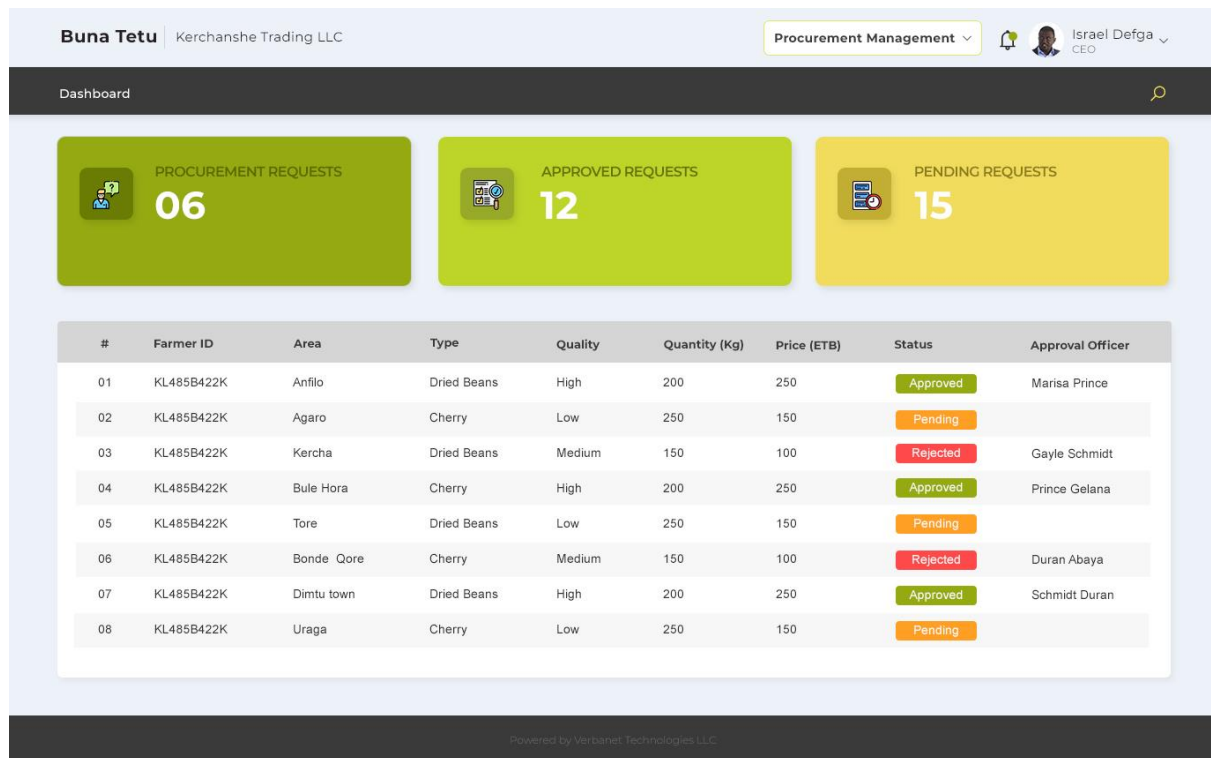 Buna Tetu Kerchanshe Trading LLC Procurement Management Israel Defga
CEO
Dashboard
PROCUREMENT REQUESTS APPROVED REQUESTS PENDING REQUESTS
06 12 15
# Farmer ID Area Type Quality Quantity (Kg) Price (ETB) Status Approval Officer
01 KL485B422K Anfilo Dried Beans High 200 250 Approved Marisa Prince
02 KL485B422K Agaro Cherry Low 250 150 Pending
03 KL485B422K Kercha Dried Beans Medium 150 100 Rejected Gayle Schmidt
04 KL485B422K Bule Hora Cherry High 200 250 Approved Prince Gelana
05 KL485B422K Tore Dried Beans Low 250 150 Pending
06 KL485B422K Bonde Qore Cherry Medium 150 100 Rejected Duran Abaya
07 KL485B422K Dimtu town Dried Beans High 200 250 Approved Schmidt Duran
08 KL485B422K Uraga Cherry Low 250 150 Pending
Powered by Verbanet Technologies LLC